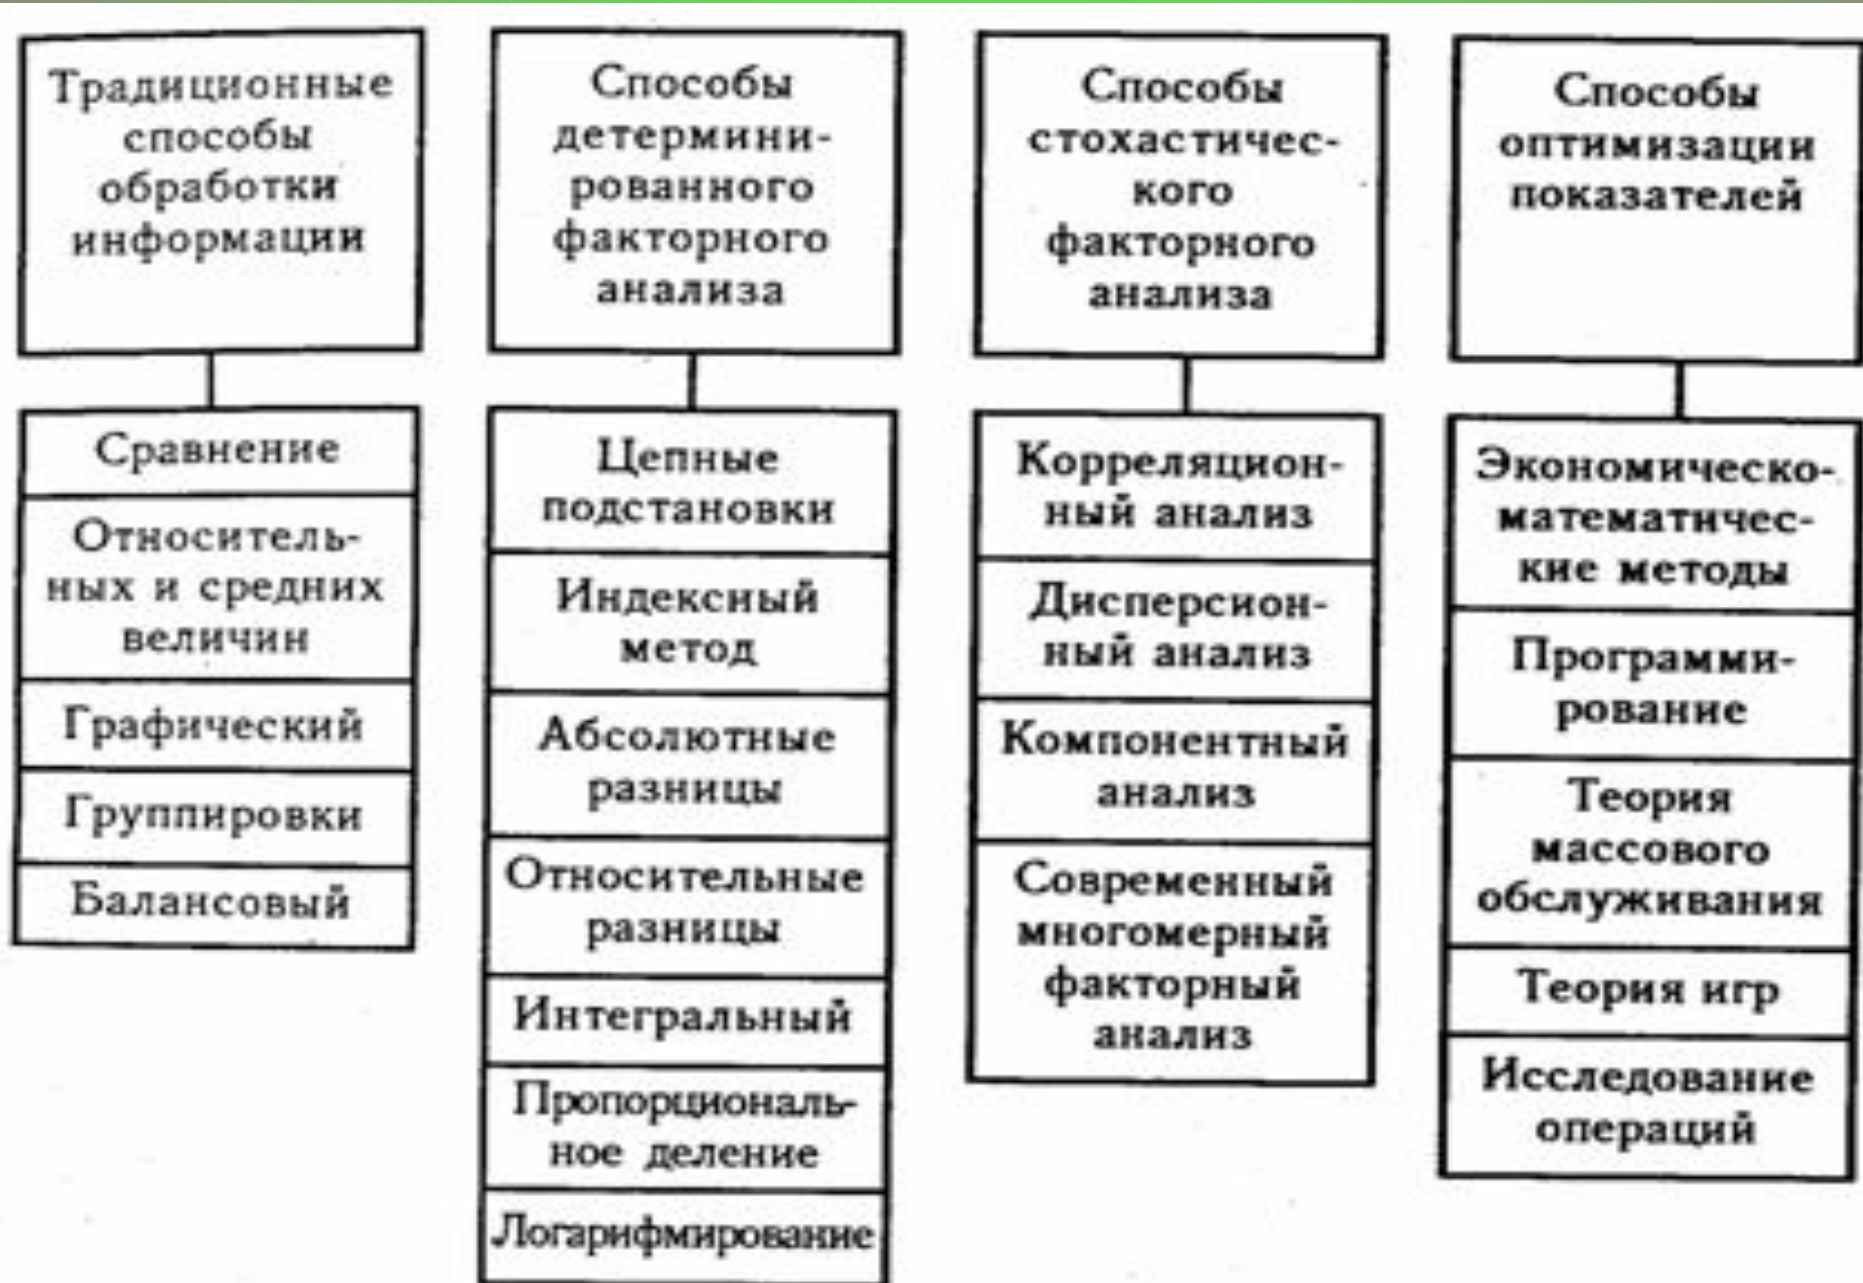 Традиционные
способы
обработки
информации
Сравнение
Относитель-
ных и средних
величин
Графический
Группировки
Балансовый
Способы
детермини-
рованного
факторного
анализа
Цепные
подстановки
Индексный
метод
Абсолютные
разницы
Относительные
разницы
Интегральный
Пропорциональ-
ное деление
Логарифмирование
Способы
стохастичес-
кого
факторного
анализа
Корреляцион-
ный анализ
Дисперсион-
ный анализ
Компонентный
анализ
Современный
многомерный
факторный
анализ
Способы
оптимизации
показателей
Экономическо-
математичес-
кие методы
Программи-
рование
Теория
массового
обслуживания
Теория игр
Исследование
операций